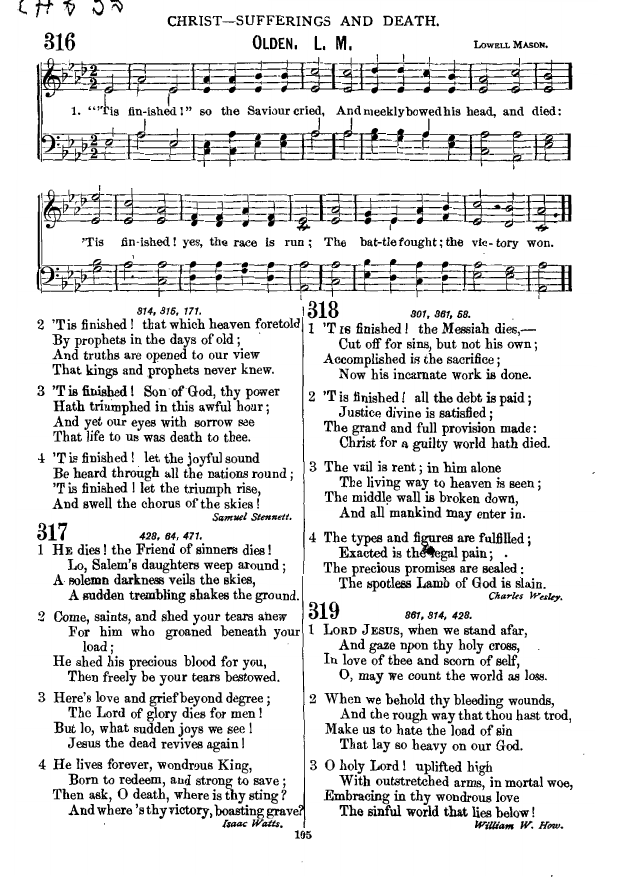 CH 8 32
CHRIST—SUFFERINGS AND DEATH.
316
OLDEN. L. M.
LOWELL MASON.
1. "'Tis fin-ished!" so the Saviour cried, And meekly bowed his head, and died:
'Tis fin-ished! yes, the race is run; The bat-tle fought; the vic-tory won.
314, 315, 171.
2 'Tis finished! that which heaven foretold
By prophets in the days of old;
And truths are opened to our view
That kings and prophets never knew.
3 'Tis finished! Son of God, thy power
Hath triumphed in this awful hour;
And yet our eyes with sorrow see
That life to us was death to thee.
4 'Tis finished! let the joyful sound
Be heard through all the nations round;
'Tis finished! let the triumph rise,
And swell the chorus of the skies!
Samuel Stennett.
317
428, 64, 471.
1 HE dies! the Friend of sinners dies!
Lo, Salem's daughters weep around;
A solemn darkness veils the skies,
A sudden trembling shakes the ground.
2 Come, saints, and shed your tears anew
For him who groaned beneath your
load;
He shed his precious blood for you,
Then freely be your tears bestowed.
3 Here's love and grief beyond degree;
The Lord of glory dies for men!
But lo, what sudden joys we see!
Jesus the dead revives again!
4 He lives forever, wondrous King,
Born to redeem, and strong to save;
Then ask, O death, where is thy sting?
And where 's thy victory, boasting grave?
Isaac Watts.
318
301, 361, 58.
1 'TIS finished! the Messiah dies,—
Cut off for sins, but not his own;
Accomplished is the sacrifice;
Now his incarnate work is done.
2 'Tis finished! all the debt is paid;
Justice divine is satisfied;
The grand and full provision made:
Christ for a guilty world hath died.
3 The vail is rent; in him alone
The living way to heaven is seen;
The middle wall is broken down,
And all mankind may enter in.
4 The types and figures are fulfilled;
Exacted is the legal pain;
The precious promises are sealed:
The spotless Lamb of God is slain.
Charles Wesley.
319
361, 314, 428.
1 LORD JESUS, when we stand afar,
And gaze upon thy holy cross,
In love of thee and scorn of self,
O, may we count the world as loss.
2 When we behold thy bleeding wounds,
And the rough way that thou hast trod,
Make us to hate the load of sin
That lay so heavy on our God.
3 O holy Lord! uplifted high
With outstretched arms, in mortal woe,
Embracing in thy wondrous love
The sinful world that lies below!
William W. How.
195